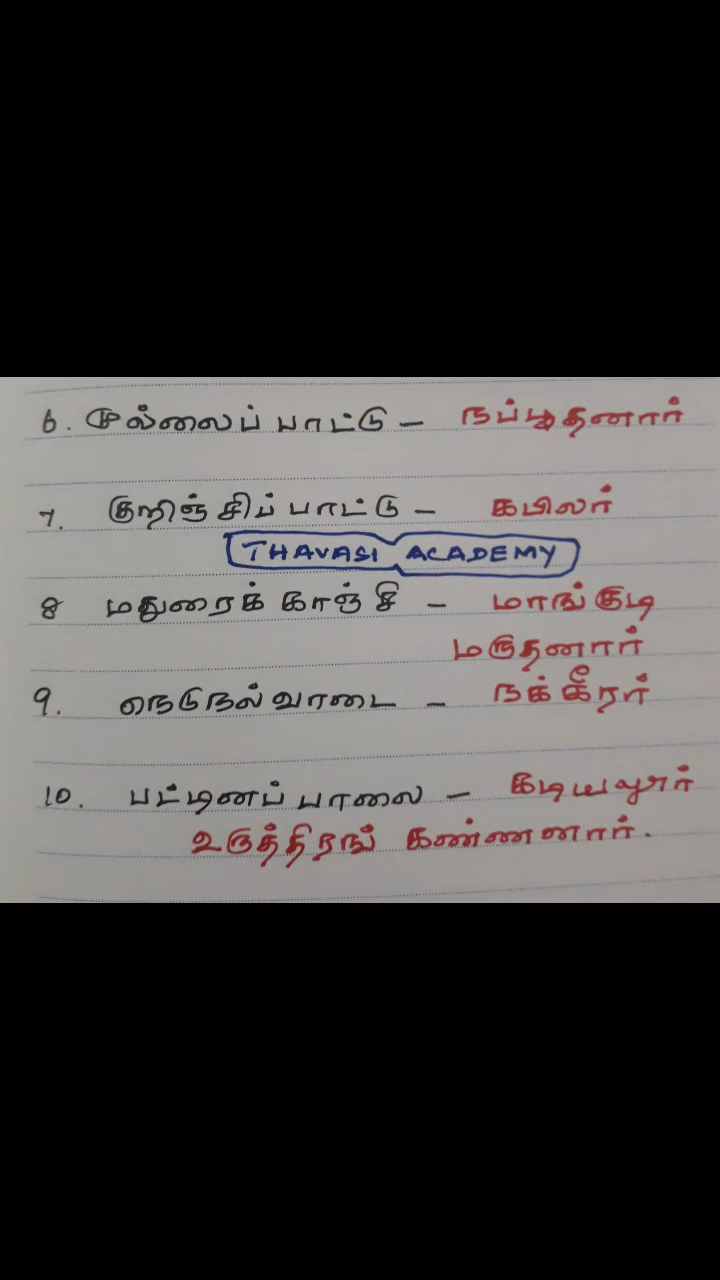 6. முல்லைப் பாட்டு – நப்பூதனார்
7. குறிஞ்சிப் பாட்டு – கபிலர்
THAVASI ACADEMY
8 மதுரைக் காஞ்சி – மாங்குடி
மருதனார்
9. நெடுநல்வாடை – நக்கீரர்
10. பட்டினப் பாலை – கடியலூர்
உருத்திரங் கண்ணனார்.